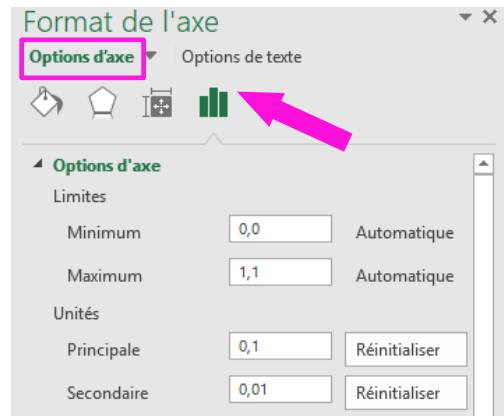 Format de l'axe
Options d'axe Options de texte
Options d'axe
Limites
Minimum 0,0 Automatique
Maximum 1,1 Automatique
Unités
Principale 0,1 Réinitialiser
Secondaire 0,01 Réinitialiser